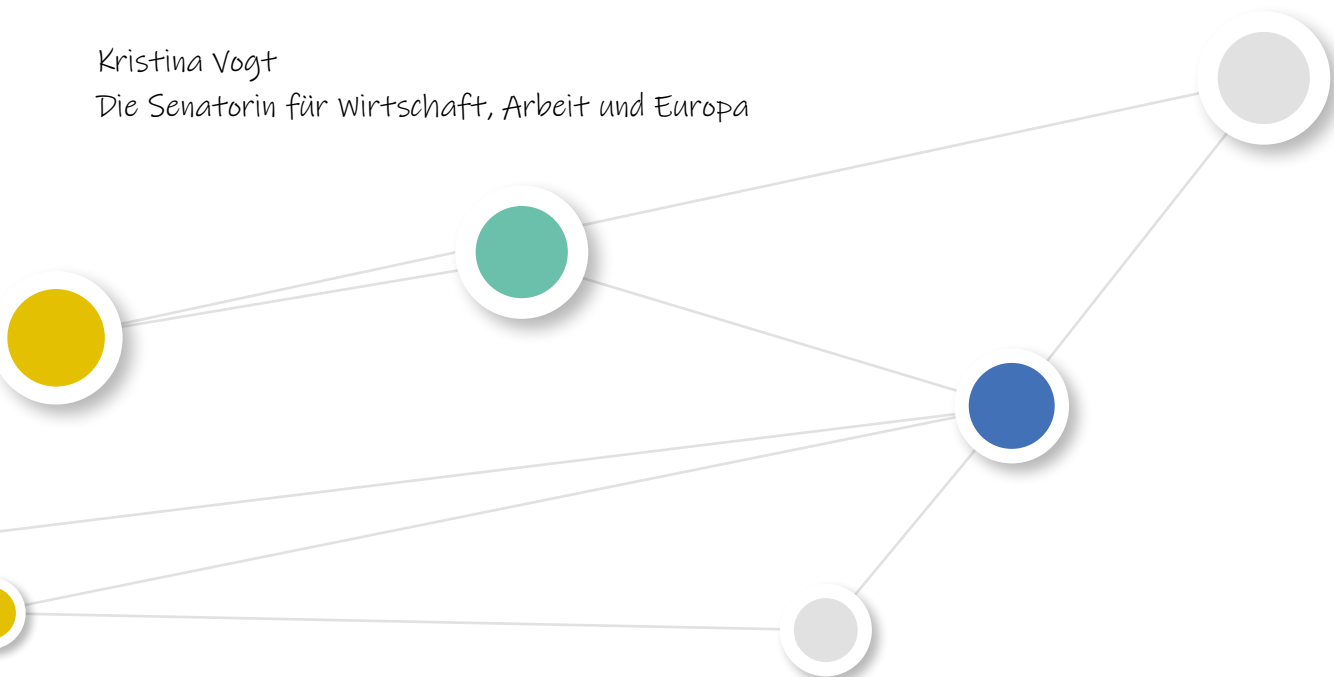 Kristina Vogt
Die Senatorin für Wirtschaft, Arbeit und Europa